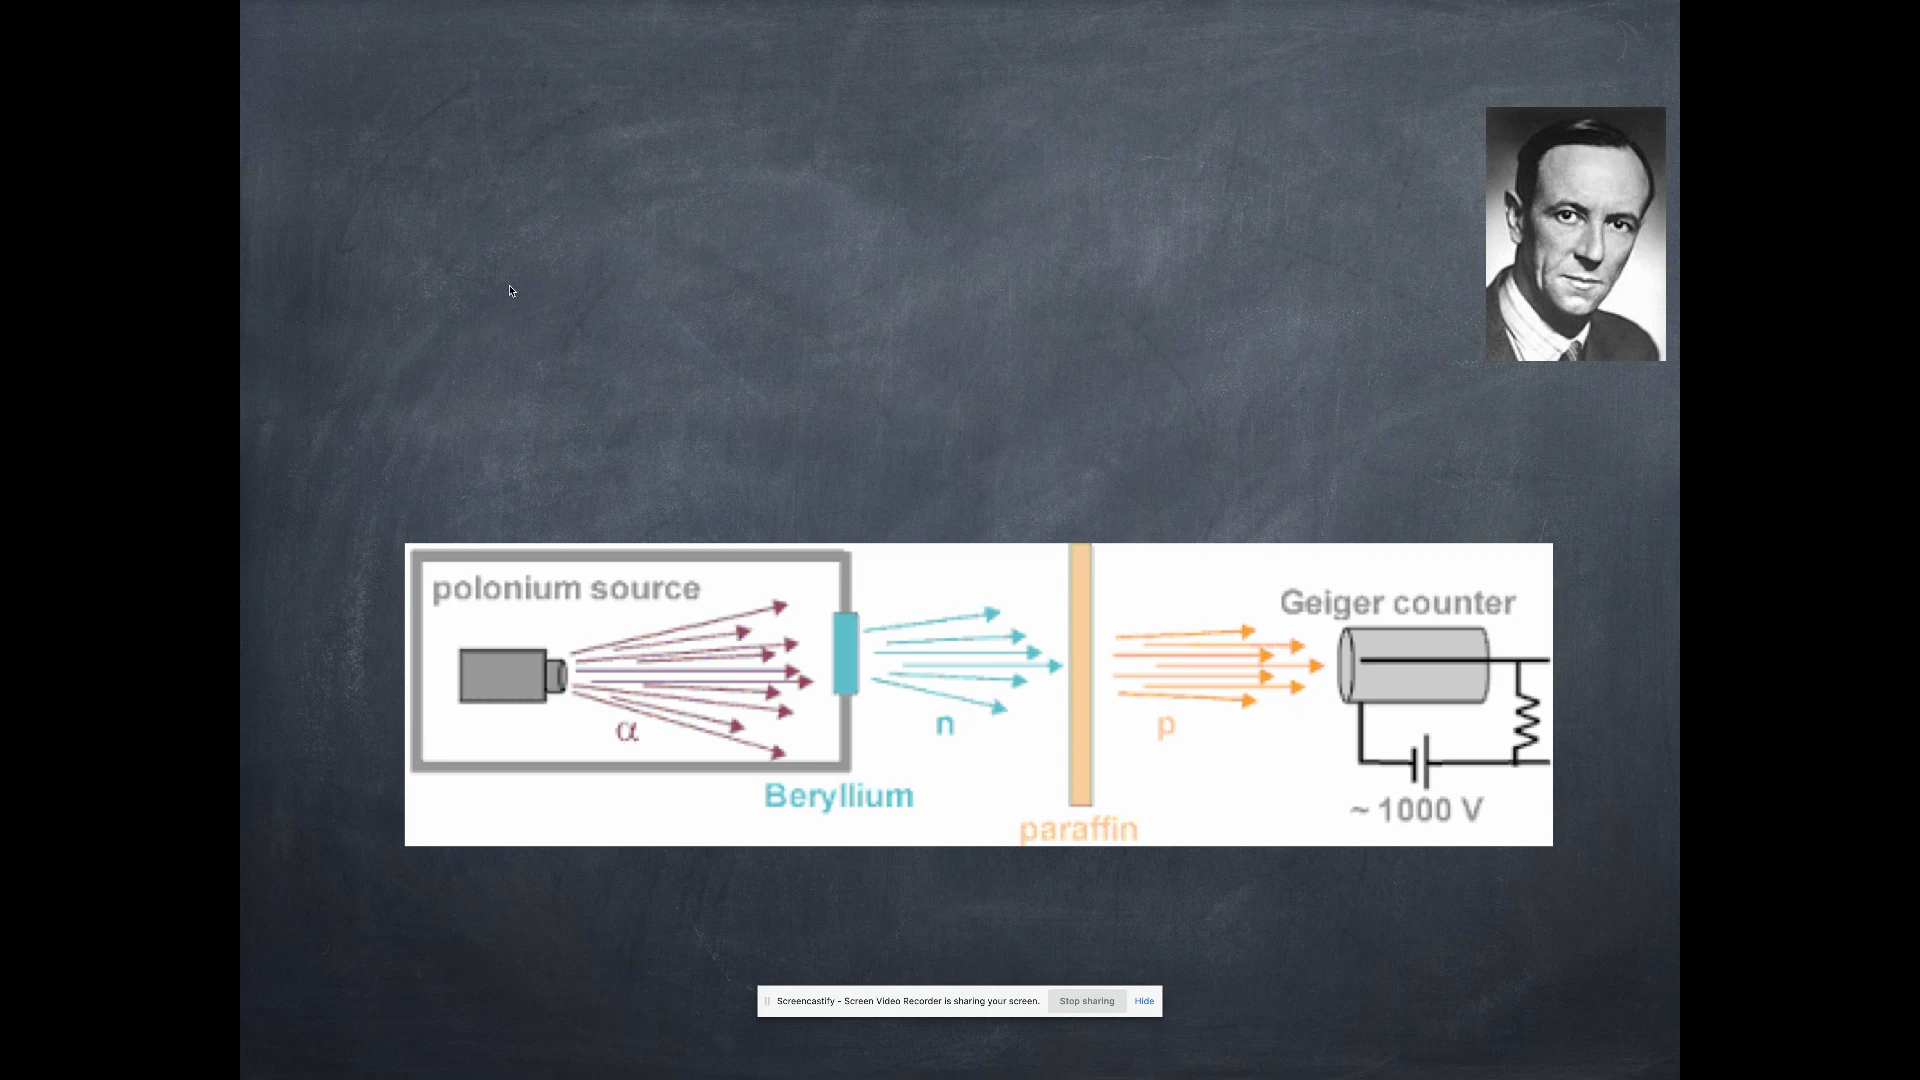 polonium source
Geiger counter
α
n
p
Beryllium
~ 1000 V
paraffin
Screencastify - Screen Video Recorder is sharing your screen.
Stop sharing
Hide